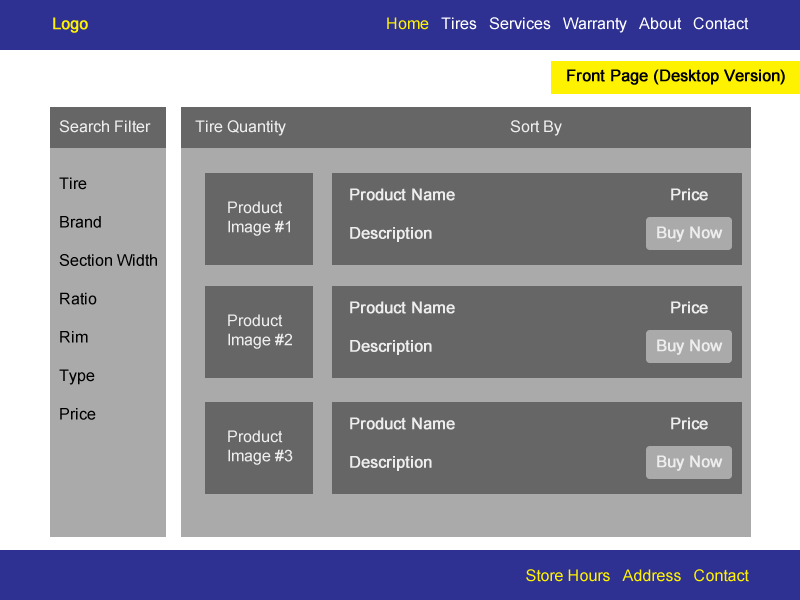 Logo
Home Tires Services Warranty About Contact
Front Page (Desktop Version)
Search Filter
Tire
Brand
Section Width
Ratio
Rim
Type
Price
Tire Quantity
Sort By
Product
Image #1
Product Name
Price
Description
Buy Now
Product
Image #2
Product Name
Price
Description
Buy Now
Product
Image #3
Product Name
Price
Description
Buy Now
Store Hours Address Contact